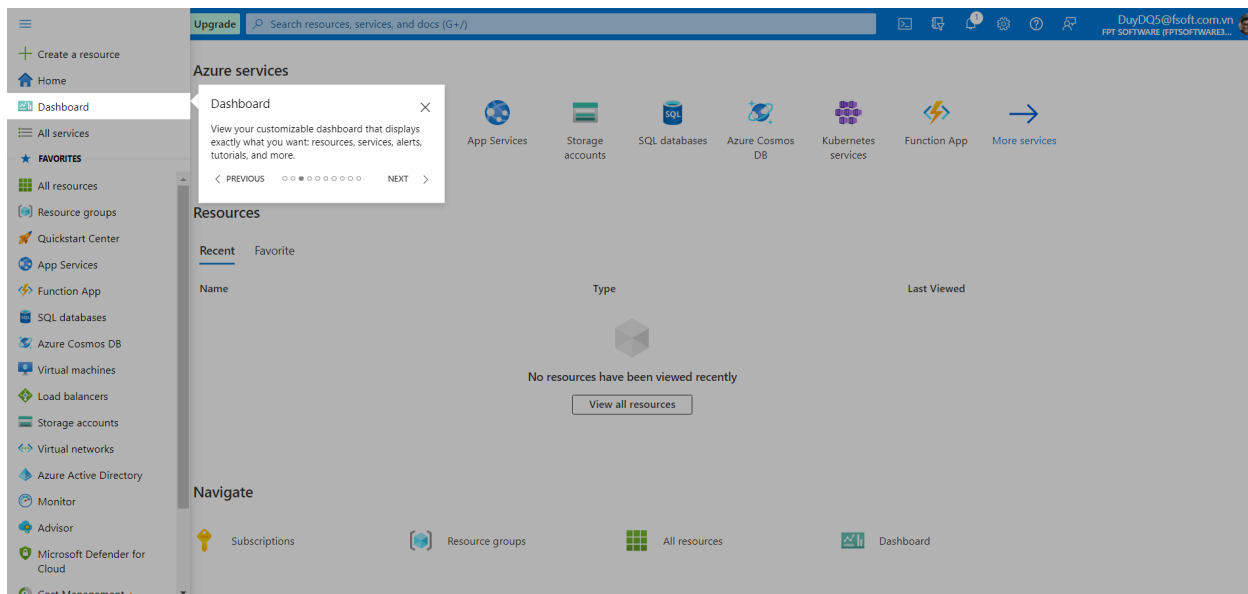 Upgrade
Search resources, services, and docs (G+/)
1
DuyDQ5@fsoft.com.vn
FPT SOFTWARE (FPTSOFTWARE3...
Create a resource
Home
Dashboard
All services
FAVORITES
All resources
Resource groups
Quickstart Center
App Services
Function App
SQL databases
Azure Cosmos DB
Virtual machines
Load balancers
Storage accounts
Virtual networks
Azure Active Directory
Monitor
Advisor
Microsoft Defender for
Cloud
Cost Management +
Azure services
Dashboard
View your customizable dashboard that displays
exactly what you want: resources, services, alerts,
tutorials, and more.
PREVIOUS
NEXT
App Services
Storage
accounts
SQL databases
Azure Cosmos
DB
Kubernetes
services
Function App
More services
Resources
Recent
Favorite
Name
Type
Last Viewed
No resources have been viewed recently
View all resources
Navigate
Subscriptions
Resource groups
All resources
Dashboard